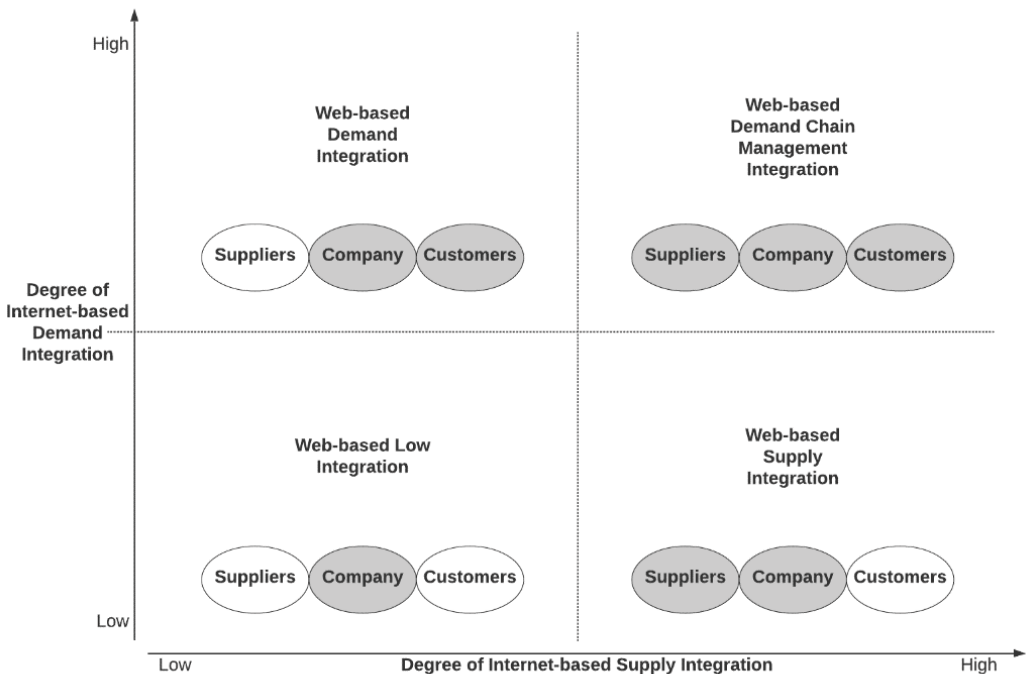 High
Web-based
Demand
Integration
Web-based
Demand Chain
Management
Integration
Suppliers Company Customers
Suppliers Company Customers
Degree of
Internet-based
Demand
Integration
Web-based Low
Integration
Web-based
Supply
Integration
Suppliers Company Customers
Suppliers Company Customers
Low
Low Degree of Internet-based Supply Integration High